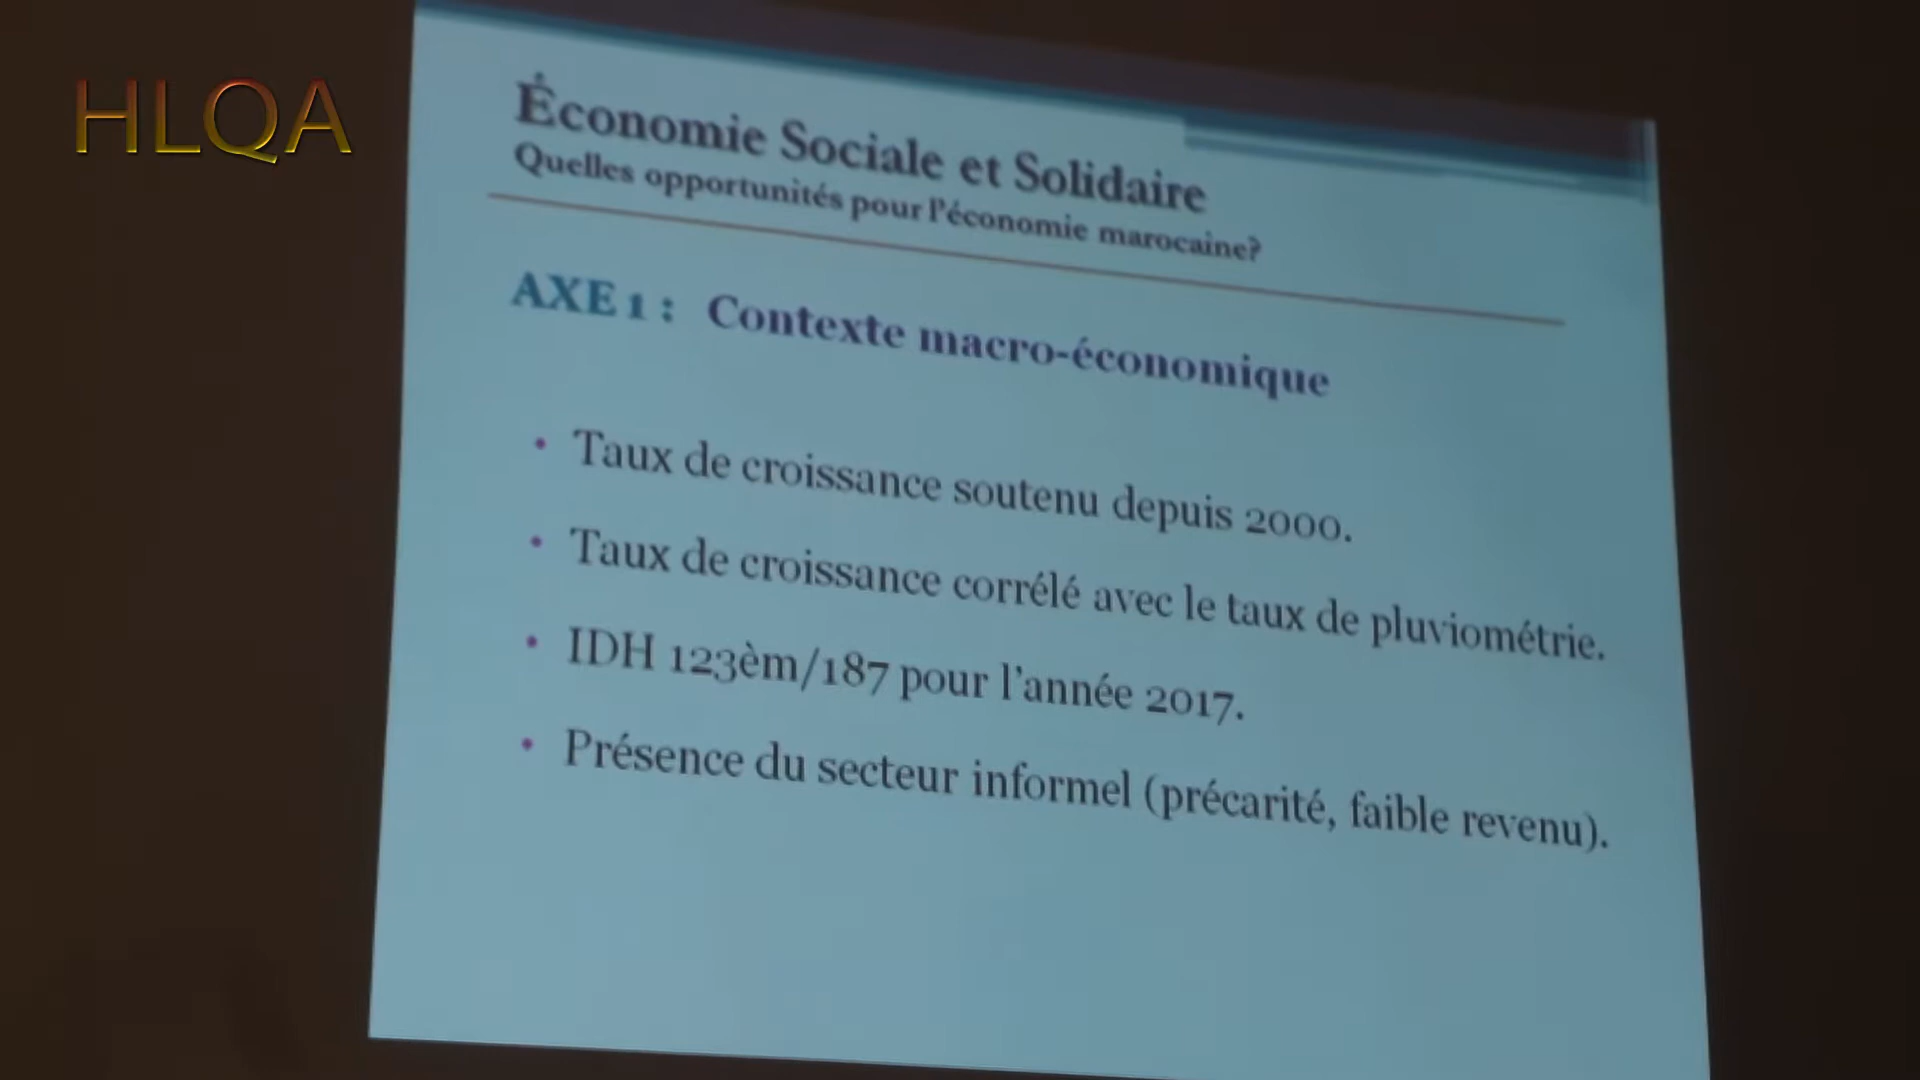 HLQA
Économie Sociale et Solidaire
Quelles opportunités pour l'économie marocaine?
AXE 1 : Contexte macro-économique
• Taux de croissance soutenu depuis 2000.
• Taux de croissance corrélé avec le taux de pluviométrie.
• IDH 123èm/187 pour l'année 2017.
• Présence du secteur informel (précarité, faible revenu).